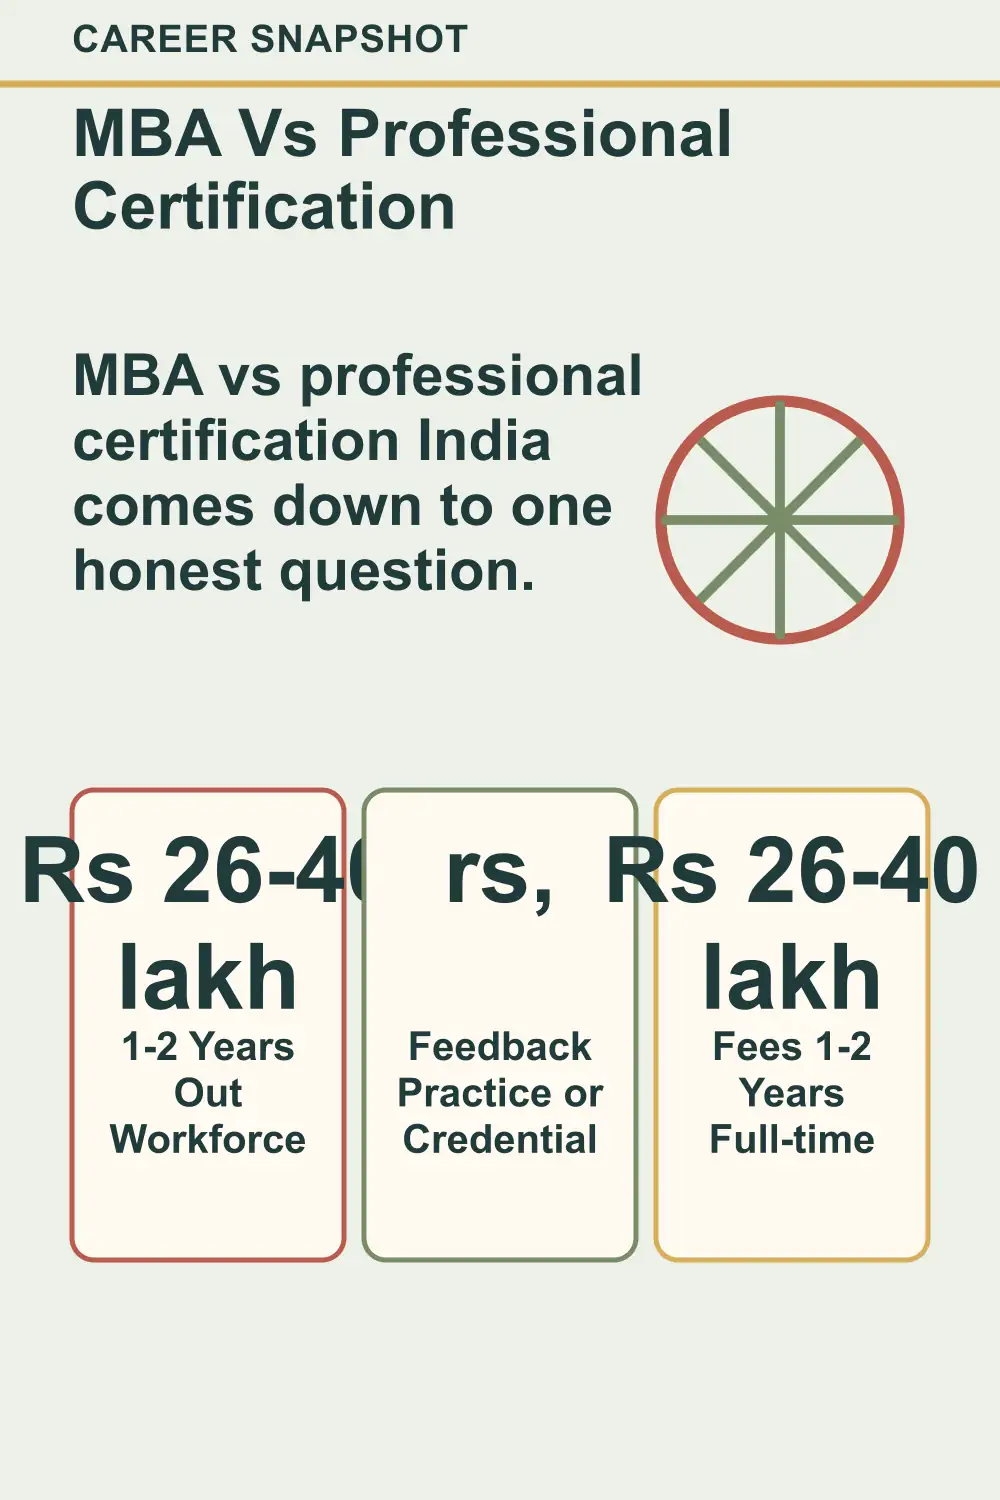 CAREER SNAPSHOT
MBA Vs Professional
Certification
MBA vs professional
certification India
comes down to one
honest question.
Rs 26-40
lakh
1-2 Years
Out
Workforce
rs,
Feedback
Practice or
Credential
Rs 26-40
lakh
Fees 1-2
Years
Full-time